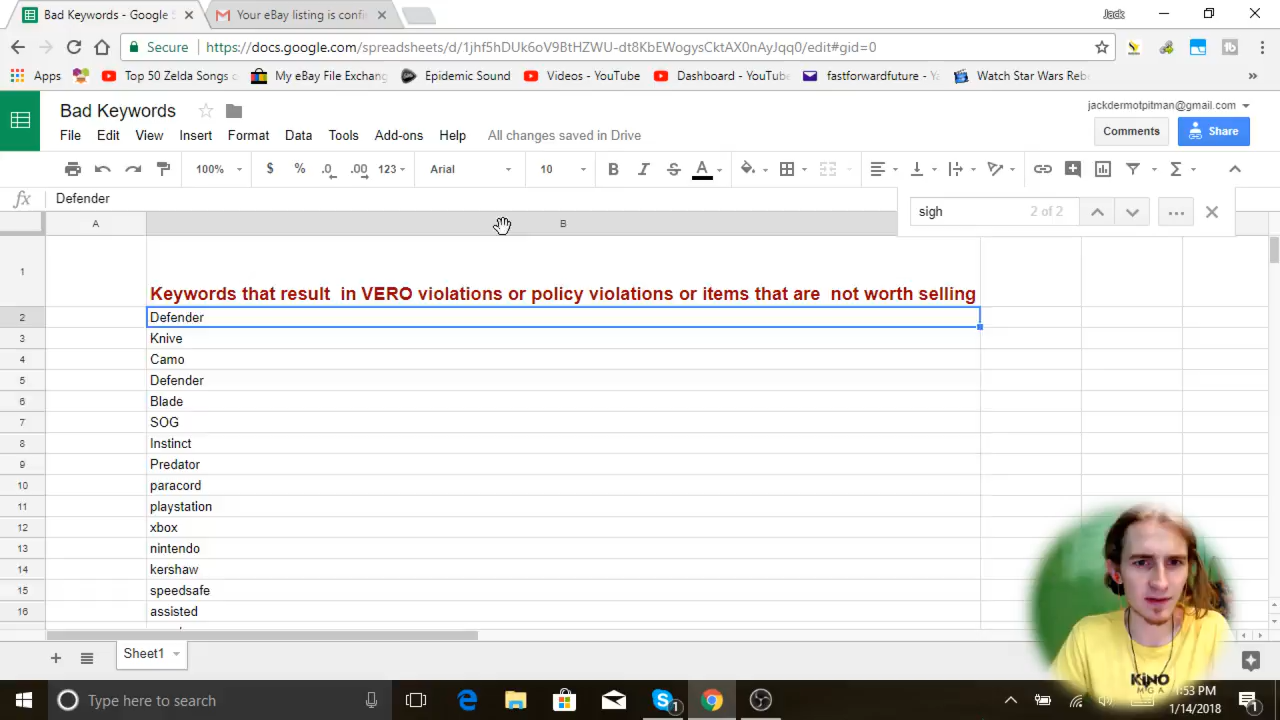 Bad Keywords - Google S
Your eBay listing is confi
Jack
Secure
https://docs.google.com/spreadsheets/d/1jhf5tDUk6oV9BtHZWU-dt8KbEWogysCktAX0nAyJqq0/edit#gid=0
Apps
Top 50 Zelda Songs
My eBay File Exchang
Epidemic Sound
Videos - YouTube
Dashboard - YouTube
fastforwardfuture - Y
Watch Star Wars Reb
Bad Keywords
jackdermotpitman@gmail.com
File Edit View Insert Format Data Tools Add-ons Help All changes saved in Drive
Comments
Share
100% $ % .0 .00 123 Arial 10 B I S A
fx Defender
sigh 2 of 2
A B
1 Keywords that result in VERO violations or policy violations or items that are not worth selling
2 Defender
3 Knive
4 Camo
5 Defender
6 Blade
7 SOG
8 Instinct
9 Predator
10 paracord
11 playstation
12 xbox
13 nintendo
14 kershaw
15 speedsafe
16 assisted
KiNO
MGA
Sheet1
Type here to search
1
1:53 PM
1/14/2018
1